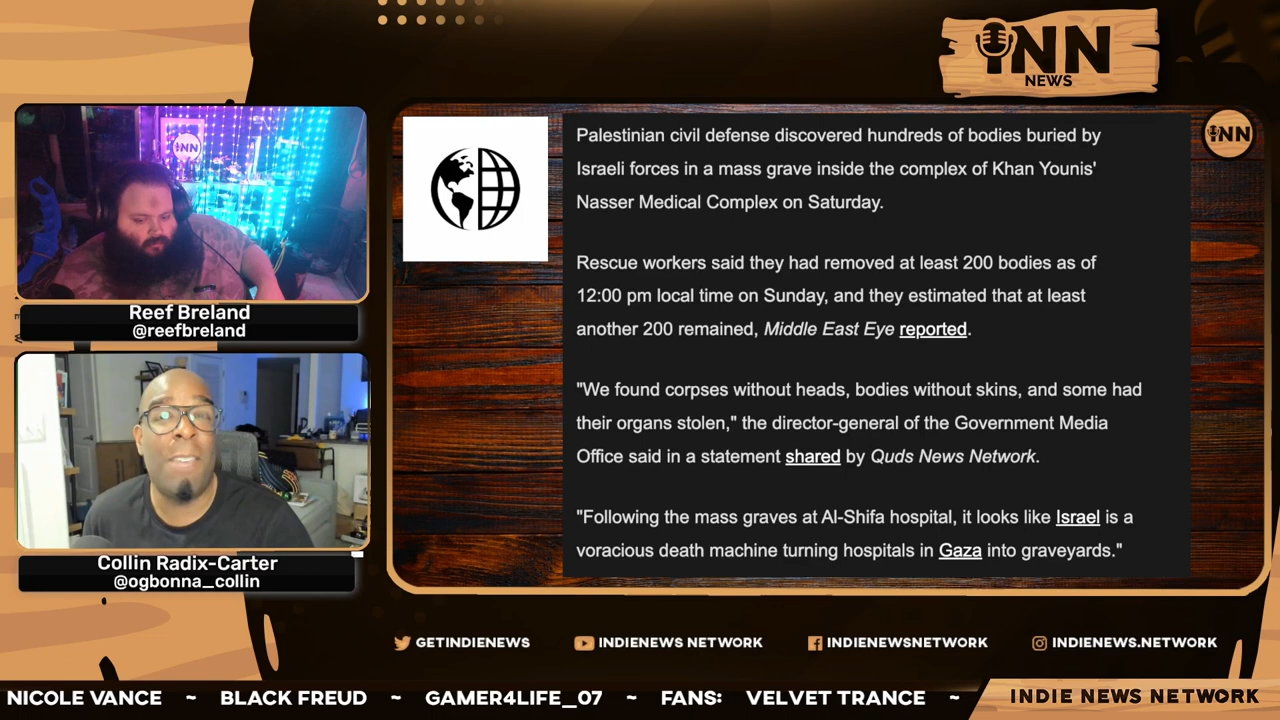 INN
NEWS
INN
INN
Palestinian civil defense discovered hundreds of bodies buried by
Israeli forces in a mass grave inside the complex of Khan Younis'
Nasser Medical Complex on Saturday.
Rescue workers said they had removed at least 200 bodies as of
12:00 pm local time on Sunday, and they estimated that at least
another 200 remained, Middle East Eye reported.
"We found corpses without heads, bodies without skins, and some had
their organs stolen," the director-general of the Government Media
Office said in a statement shared by Quds News Network.
"Following the mass graves at Al-Shifa hospital, it looks like Israel is a
voracious death machine turning hospitals in Gaza into graveyards."
Reef Breland
@reefbreland
Collin Radix-Carter
@ogbonna_collin
GETINDIENEWS
INDIENEWS NETWORK
INDIENEWSNETWORK
INDIENEWS.NETWORK
NICOLE VANCE ~ BLACK FREUD ~ GAMER4LIFE_07 ~ FANS: VELVET TRANCE ~
INDIE NEWS NETWORK